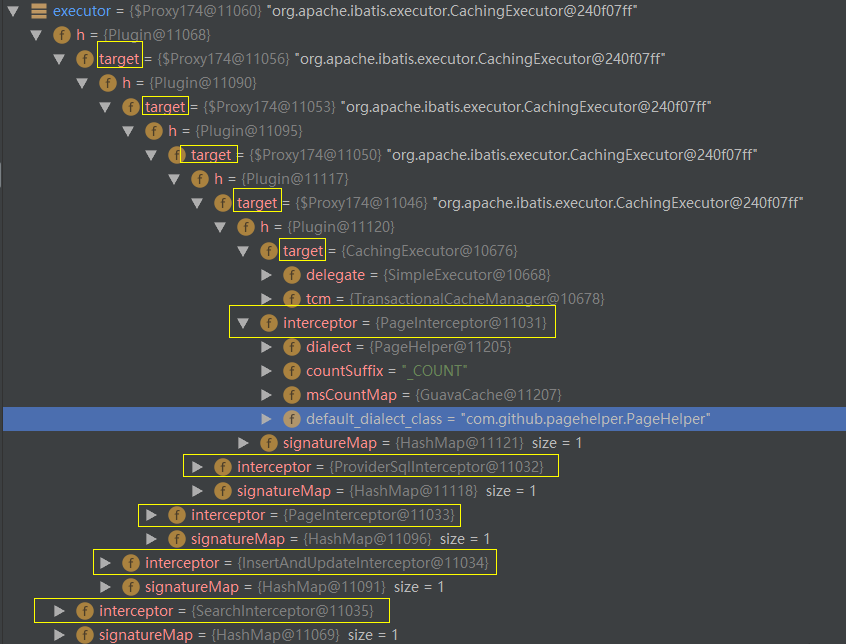 executor = {$Proxy174@11060} "org.apache.ibatis.executor.CachingExecutor@240f07ff"
f h = {Plugin@11068}
f target = {$Proxy174@11056} "org.apache.ibatis.executor.CachingExecutor@240f07ff"
f h = {Plugin@11090}
f target = {$Proxy174@11053} "org.apache.ibatis.executor.CachingExecutor@240f07ff"
f h = {Plugin@11095}
f target = {$Proxy174@11050} "org.apache.ibatis.executor.CachingExecutor@240f07ff"
f h = {Plugin@11117}
f target = {$Proxy174@11046} "org.apache.ibatis.executor.CachingExecutor@240f07ff"
f h = {Plugin@11120}
f target = {CachingExecutor@10676}
f delegate = {SimpleExecutor@10668}
f tcm = {TransactionalCacheManager@10678}
f interceptor = {PageInterceptor@11031}
f dialect = {PageHelper@11205}
f countSuffix = "_COUNT"
f msCountMap = {GuavaCache@11207}
f default_dialect_class = "com.github.pagehelper.PageHelper"
f signatureMap = {HashMap@11121} size = 1
f interceptor = {ProviderSqlInterceptor@11032}
f signatureMap = {HashMap@11118} size = 1
f interceptor = {PageInterceptor@11033}
f signatureMap = {HashMap@11096} size = 1
f interceptor = {InsertAndUpdateInterceptor@11034}
f signatureMap = {HashMap@11091} size = 1
f interceptor = {SearchInterceptor@11035}
f signatureMap = {HashMap@11069} size = 1